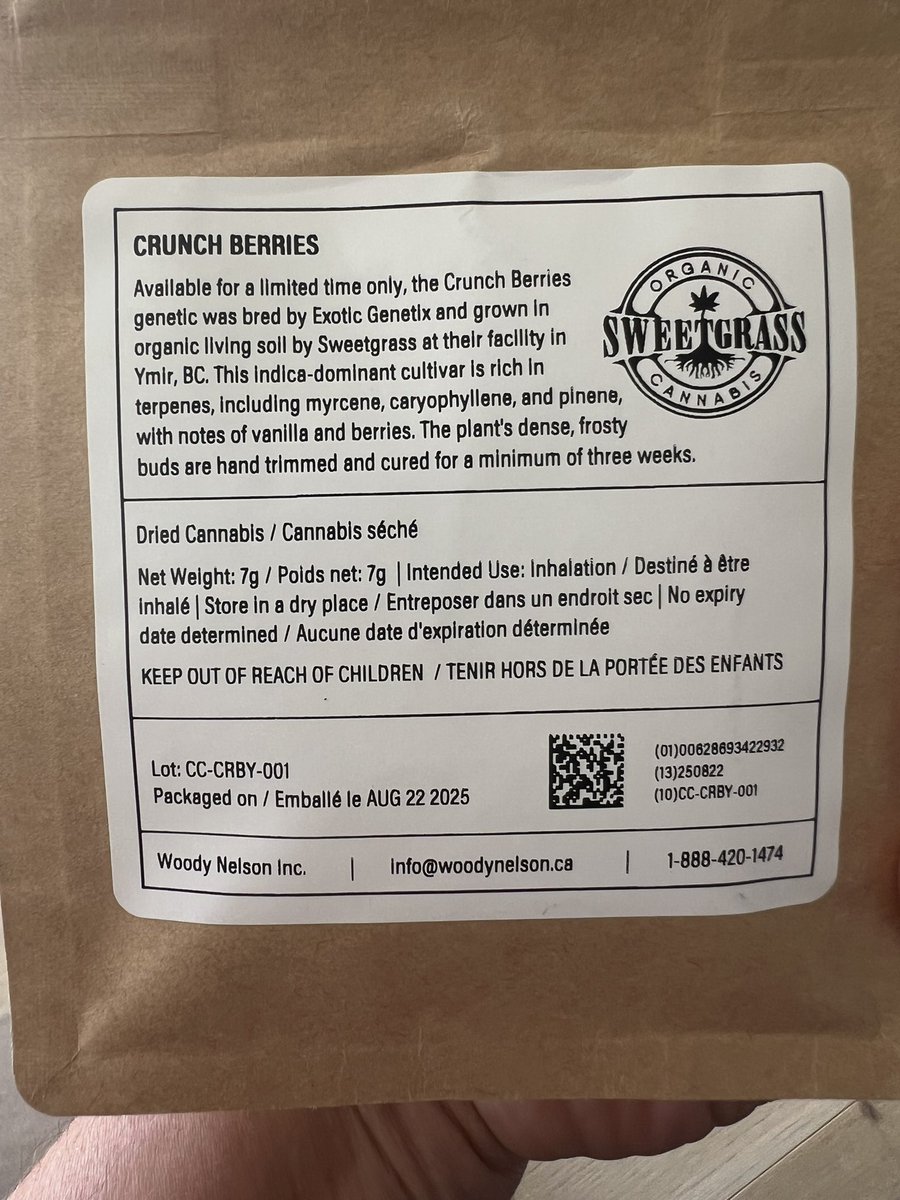 CRUNCH BERRIES
Available for a limited time only, the Crunch Berries
genetic was bred by Exotic Genetix and grown in
organic living soil by Sweetgrass at their facility in
Ymir, BC. This indica-dominant cultivar is rich in
terpenes, including myrcene, caryophyllene, and pinene,
with notes of vanilla and berries. The plant's dense, frosty
buds are hand trimmed and cured for a minimum of three weeks.
ORGANIC
SWEETGRASS
CANNABIS
Dried Cannabis / Cannabis séché
Net Weight: 7g / Poids net: 7g | Intended Use: Inhalation / Destiné à être
inhalé | Store in a dry place / Entreposer dans un endroit sec | No expiry
date determined / Aucune date d'expiration déterminée
KEEP OUT OF REACH OF CHILDREN / TENIR HORS DE LA PORTÉE DES ENFANTS
Lot: CC-CRBY-001
Packaged on / Emballé le AUG 22 2025
(01)00628693422932
(13)250822
(10)CC-CRBY-001
Woody Nelson Inc. | info@woodynelson.ca | 1-888-420-1474